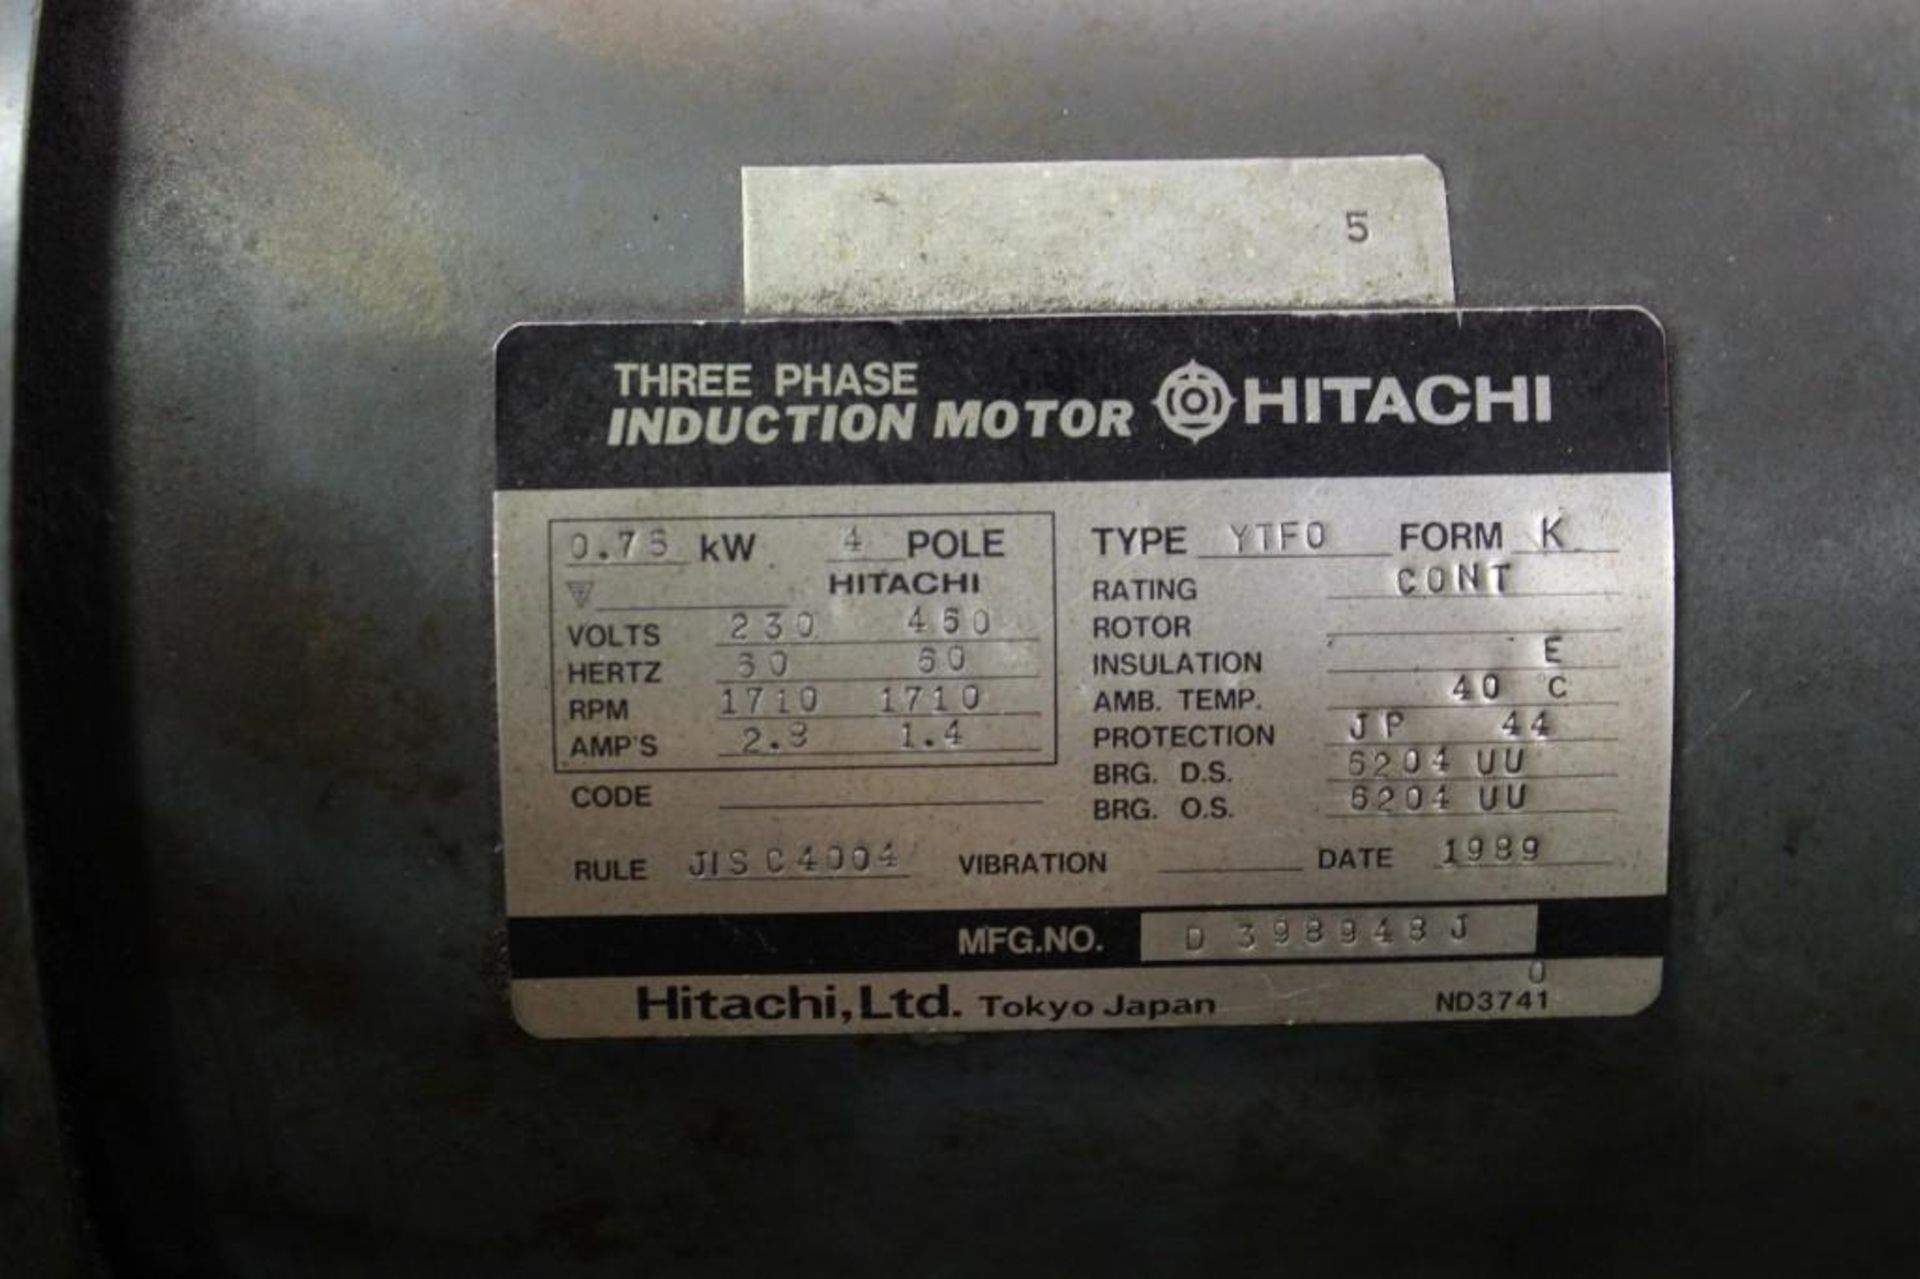 5
THREE PHASE
INDUCTION MOTOR HITACHI
0.75 kW 4 POLE
HITACHI
VOLTS 230 460
HERTZ 60 60
RPM 1710 1710
AMP'S 2.8 1.4
CODE
TYPE YTFO FORM K
RATING CONT
ROTOR
INSULATION E
AMB. TEMP. 40 °C
PROTECTION JP 44
BRG. D.S. 6204 UU
BRG. O.S. 6204 UU
RULE JIS C4004 VIBRATION DATE 1989
MFG.NO. D 398948 J
0
Hitachi, Ltd. Tokyo Japan ND3741